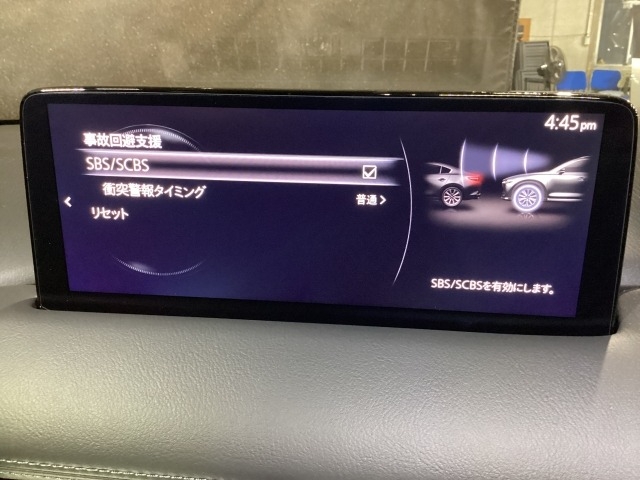 4:45pm
事故回避支援
SBS/SCBS
衝突警報タイミング
普通
リセット
SBS/SCBSを有効にします。